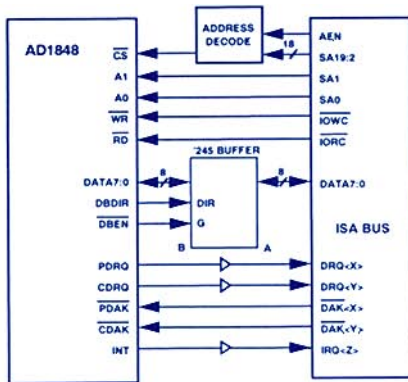 ADDRESS DECODE
AD1848
AEN
18
CS SA19:2
A1 SA1
A0 SA0
WR IOWC
RD IORC
'245 BUFFER
8 8
DATA7:0 DATA7:0
DBDIR DIR
DBEN G
ISA BUS
B A
PDRQ DRQ<X>
CDRQ DRQ<Y>
PDAK DAK<X>
CDAK DAK<Y>
INT IRQ<Z>